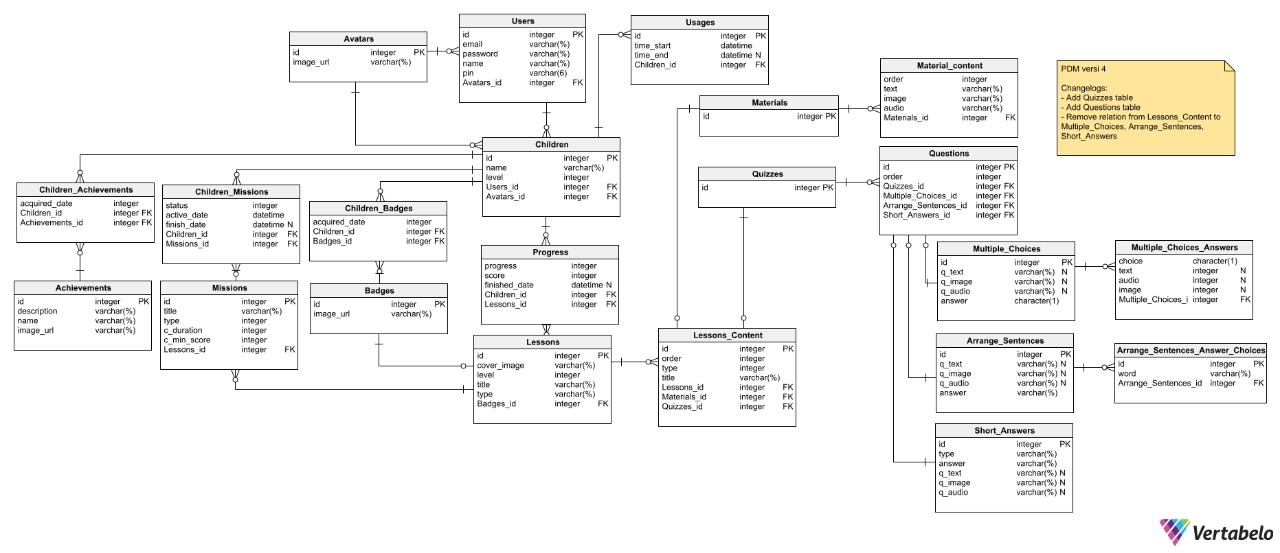 Avatars
id integer PK
image_url varchar(%)
Users
id integer PK
email varchar(%)
password varchar(%)
name varchar(%)
pin varchar(6)
Avatars_id integer FK
Usages
id integer PK
time_start datetime
time_end datetime N
Children_id integer FK
Materials
id integer PK
Material_content
order integer
text varchar(%)
image varchar(%)
audio varchar(%)
Materials_id integer FK
PDM versi 4
Changelogs:
- Add Quizzes table
- Add Questions table
- Remove relation from Lessons_Content to
Multiple_Choices, Arrange_Sentences,
Short_Answers
Children
id integer PK
name varchar(%)
level integer
Users_id integer FK
Avatars_id integer FK
Quizzes
id integer PK
Questions
id integer PK
order integer
Quizzes_id integer FK
Multiple_Choices_id integer FK
Arrange_Sentences_id integer FK
Short_Answers_id integer FK
Children_Achievements
acquired_date integer
Children_id integer FK
Achievements_id integer FK
Children_Missions
status integer
active_date datetime
finish_date datetime N
Children_id integer FK
Missions_id integer FK
Children_Badges
acquired_date integer
Children_id integer FK
Badges_id integer FK
Progress
progress integer
score integer
finished_date datetime N
Children_id integer FK
Lessons_id integer FK
Multiple_Choices
id integer PK
q_text varchar(%) N
q_image varchar(%) N
q_audio varchar(%) N
answer character(1)
Multiple_Choices_Answers
choice character(1)
text integer N
audio integer N
image integer N
Multiple_Choices_i integer FK
Achievements
id integer PK
description varchar(%)
name varchar(%)
image_url varchar(%)
Missions
id integer PK
title varchar(%)
type integer
c_duration integer
c_min_score integer
Lessons_id integer FK
Badges
id integer PK
image_url varchar(%)
Lessons
id integer PK
cover_image varchar(%)
level integer
title varchar(%)
type varchar(%)
Badges_id integer FK
Lessons_Content
id integer PK
order integer
type integer
title varchar(%)
Lessons_id integer FK
Materials_id integer FK
Quizzes_id integer FK
Arrange_Sentences
id integer PK
q_text varchar(%) N
q_image varchar(%) N
q_audio varchar(%) N
answer varchar(%)
Arrange_Sentences_Answer_Choices
id integer PK
word varchar(%)
Arrange_Sentences_id integer FK
Short_Answers
id integer PK
type varchar(%)
answer varchar(%)
q_text varchar(%) N
q_image varchar(%) N
q_audio varchar(%) N
Vertabelo